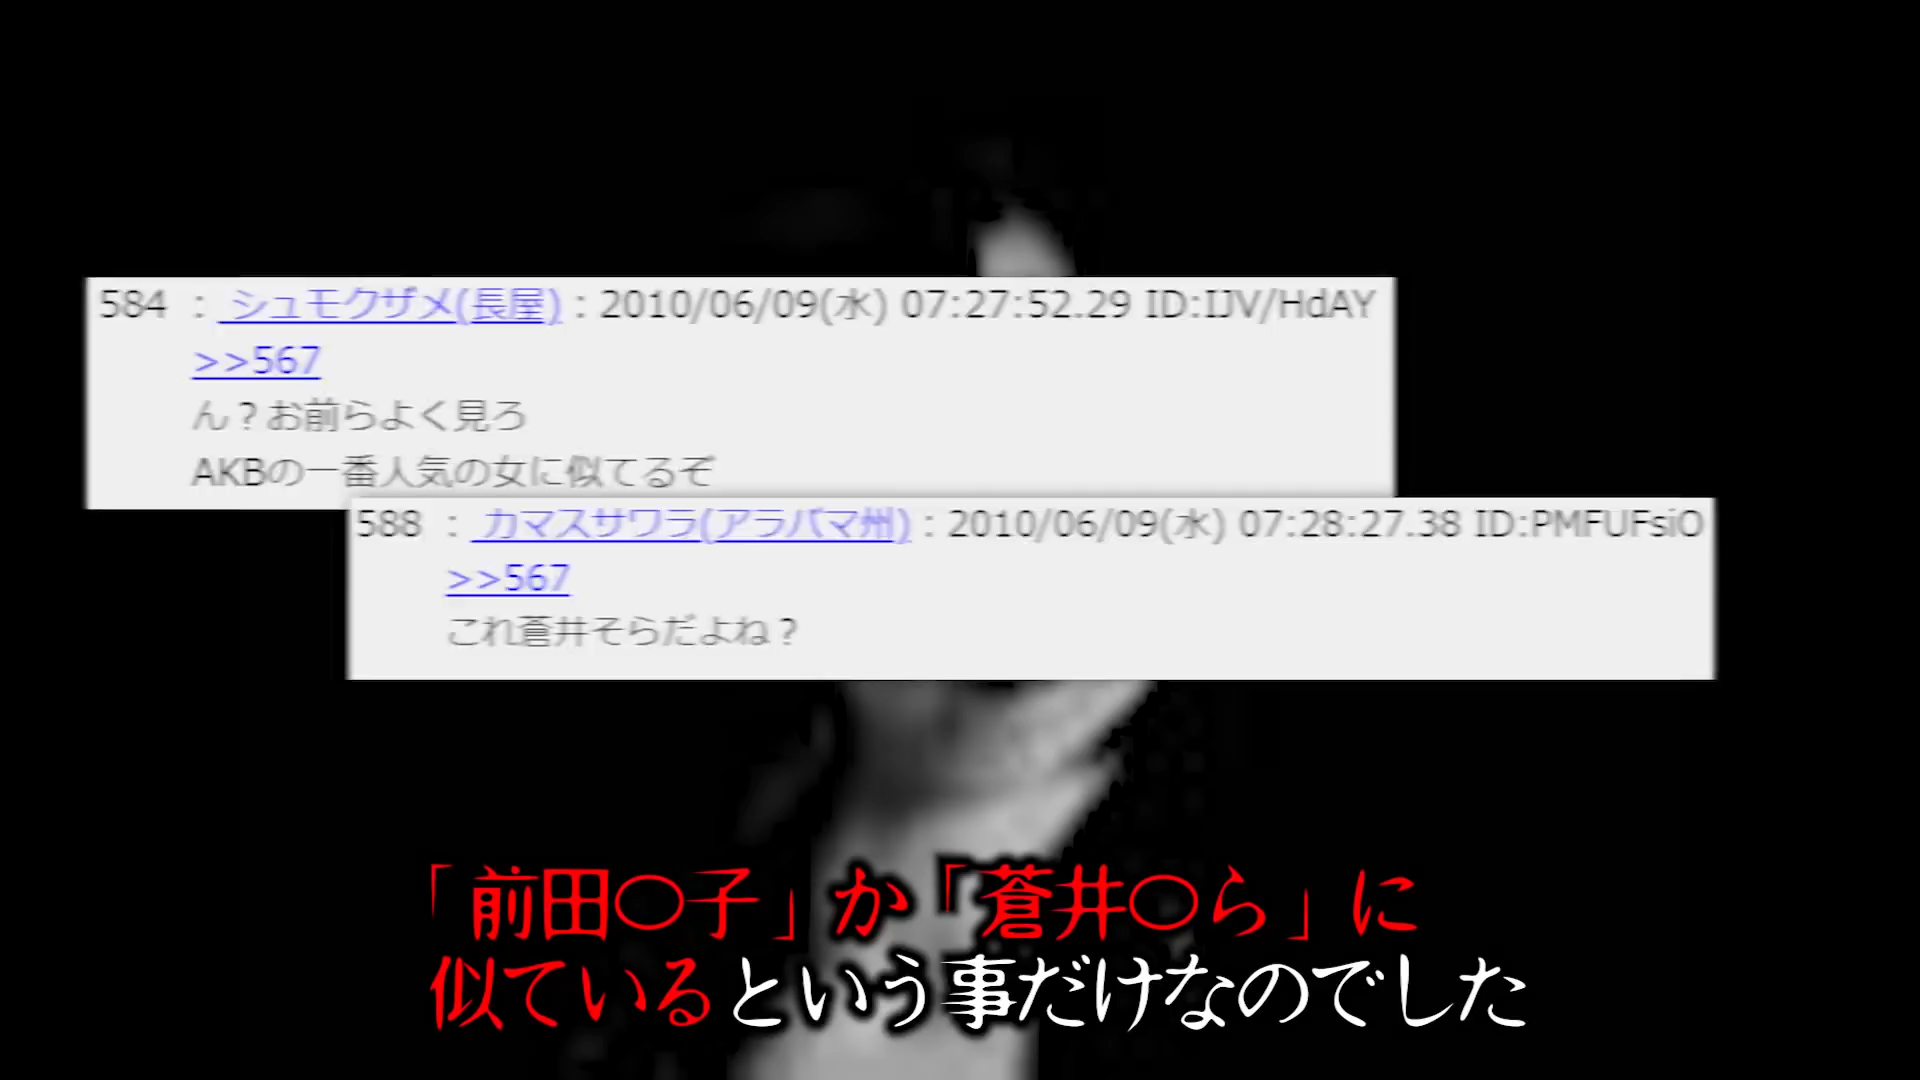 584 ： シュモクザメ(長屋)：2010/06/09(水) 07:27:52.29 ID:IJV/HdAY
>>567
ん？お前らよく見ろ
AKBの一番人気の女に似てるぞ
588 ： カマスサワラ(アラバマ州)：2010/06/09(水) 07:28:27.38 ID:PMFUFsiO
>>567
これ蒼井そらだよね？
「前田〇子」か「蒼井〇ら」に
似ているという事だけなのでした